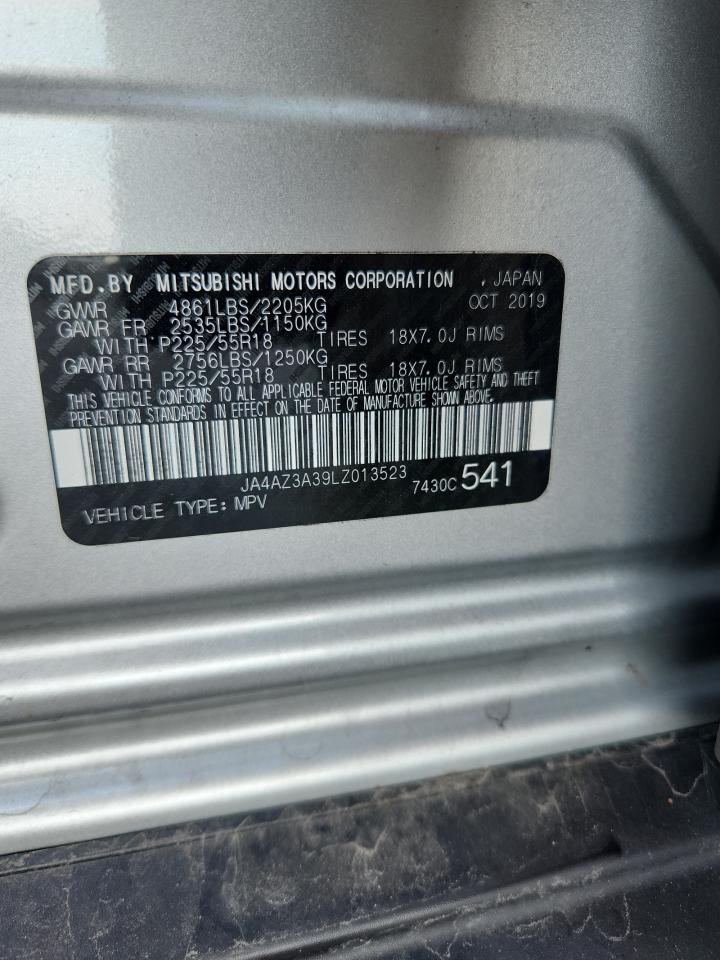 MFD.BY MITSUBISHI MOTORS CORPORATION , JAPAN
GWWR 4861LBS/2205KG OCT 2019
GAWR FR 2535LBS/1150KG
WITH P225/55R18 TIRES 18X7.0J RIMS
GAWR RR 2756LBS/1250KG
WITH P225/55R18 TIRES 18X7.0J RIMS
THIS VEHICLE CONFORMS TO ALL APPLICABLE FEDERAL MOTOR VEHICLE SAFETY AND THEFT
PREVENTION STANDARDS IN EFFECT ON THE DATE OF MANUFACTURE SHOWN ABOVE.
JA4AZ3A39LZ013523
7430C 541
VEHICLE TYPE: MPV